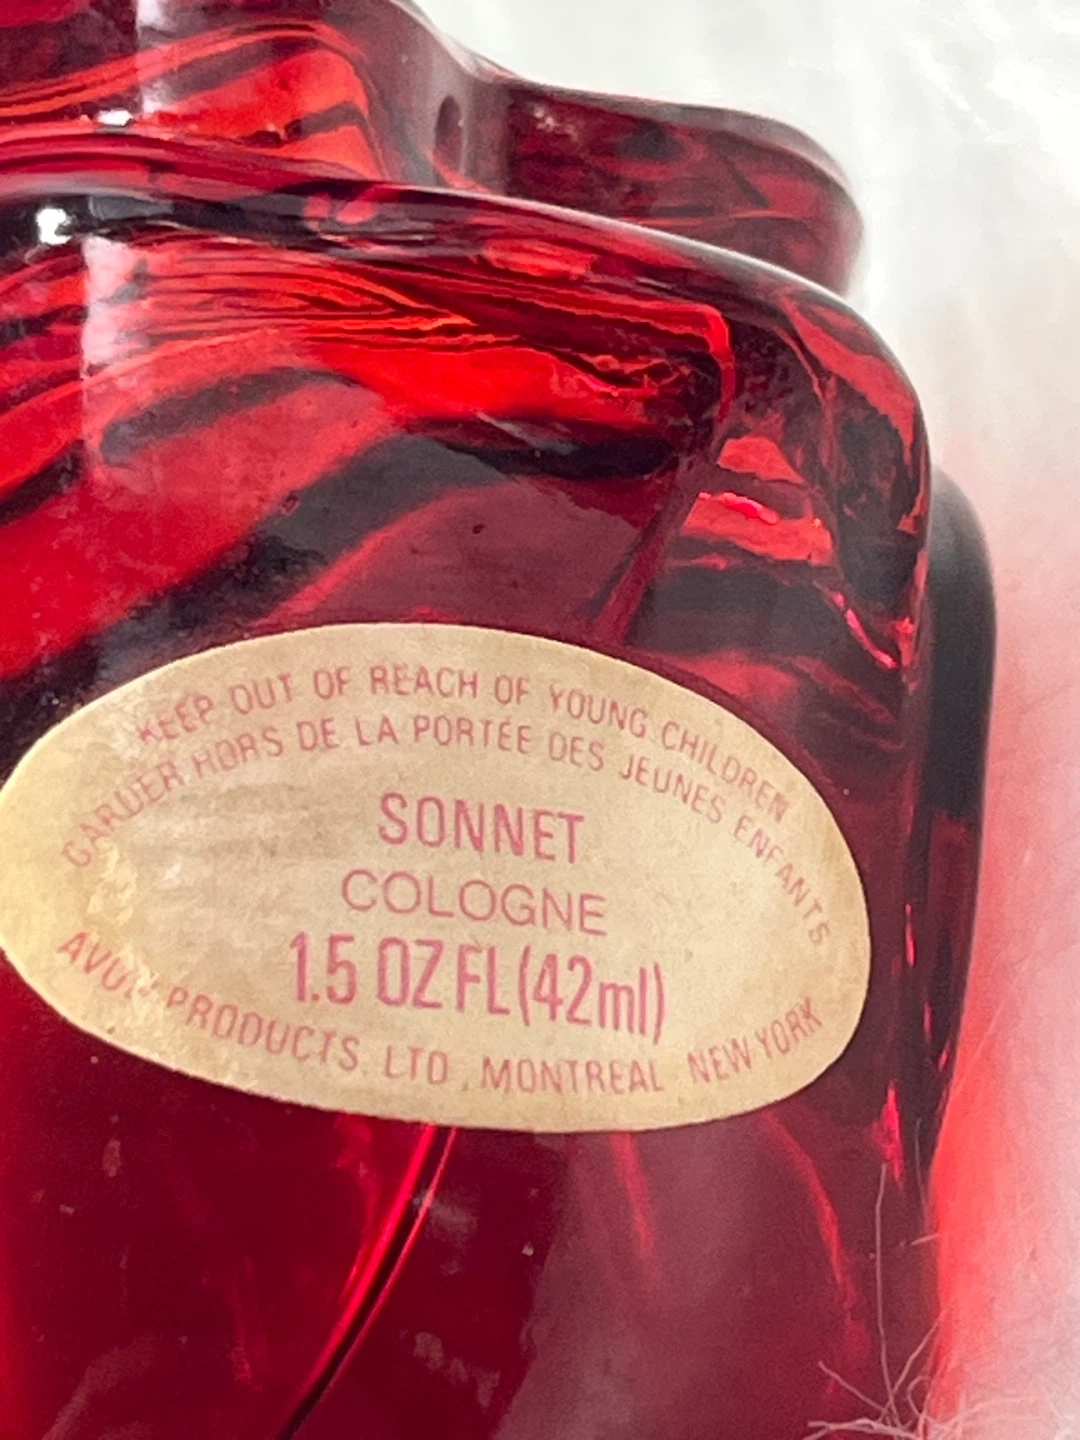 KEEP OUT OF REACH OF YOUNG CHILDREN
GARDER HORS DE LA PORTÉE DES JEUNES ENFANTS
SONNET
COLOGNE
1.5 OZ FL (42ml)
AVON PRODUCTS LTD, MONTREAL NEW YORK